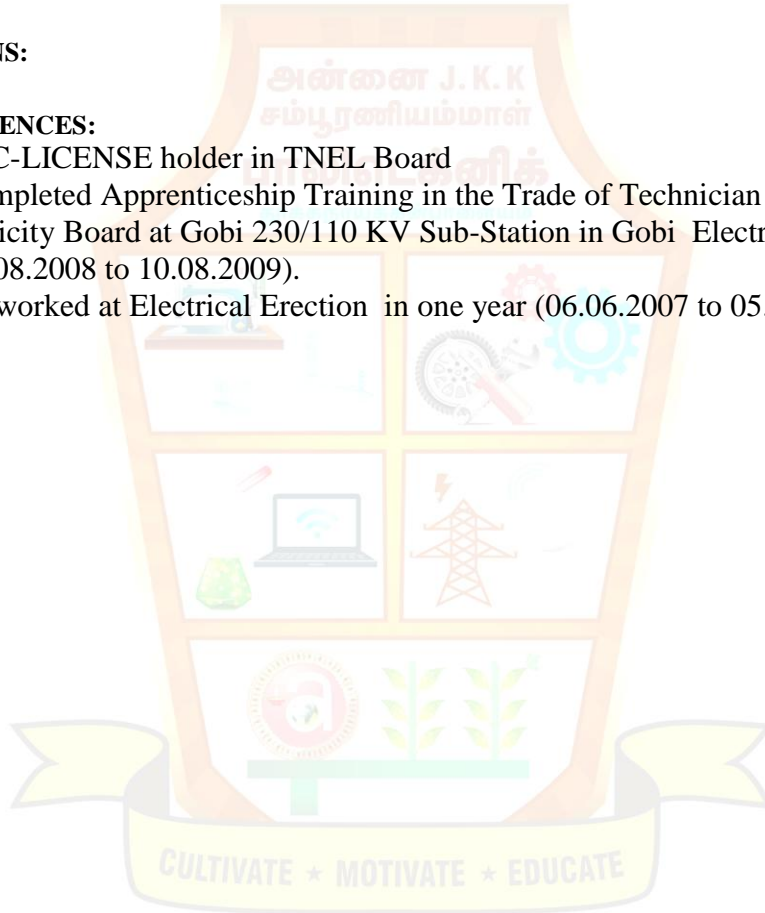 NS:
ENCES:
C-LICENSE holder in TNEL Board
mpleted Apprenticeship Training in the Trade of Technician
icity Board at Gobi 230/110 KV Sub-Station in Gobi Electr
08.2008 to 10.08.2009).
worked at Electrical Erection in one year (06.06.2007 to 05.
அன்னை J.K.K
சம்பூரணியம்மாள்
பாலிடெக்னிக்
CULTIVATE ★ MOTIVATE ★ EDUCATE